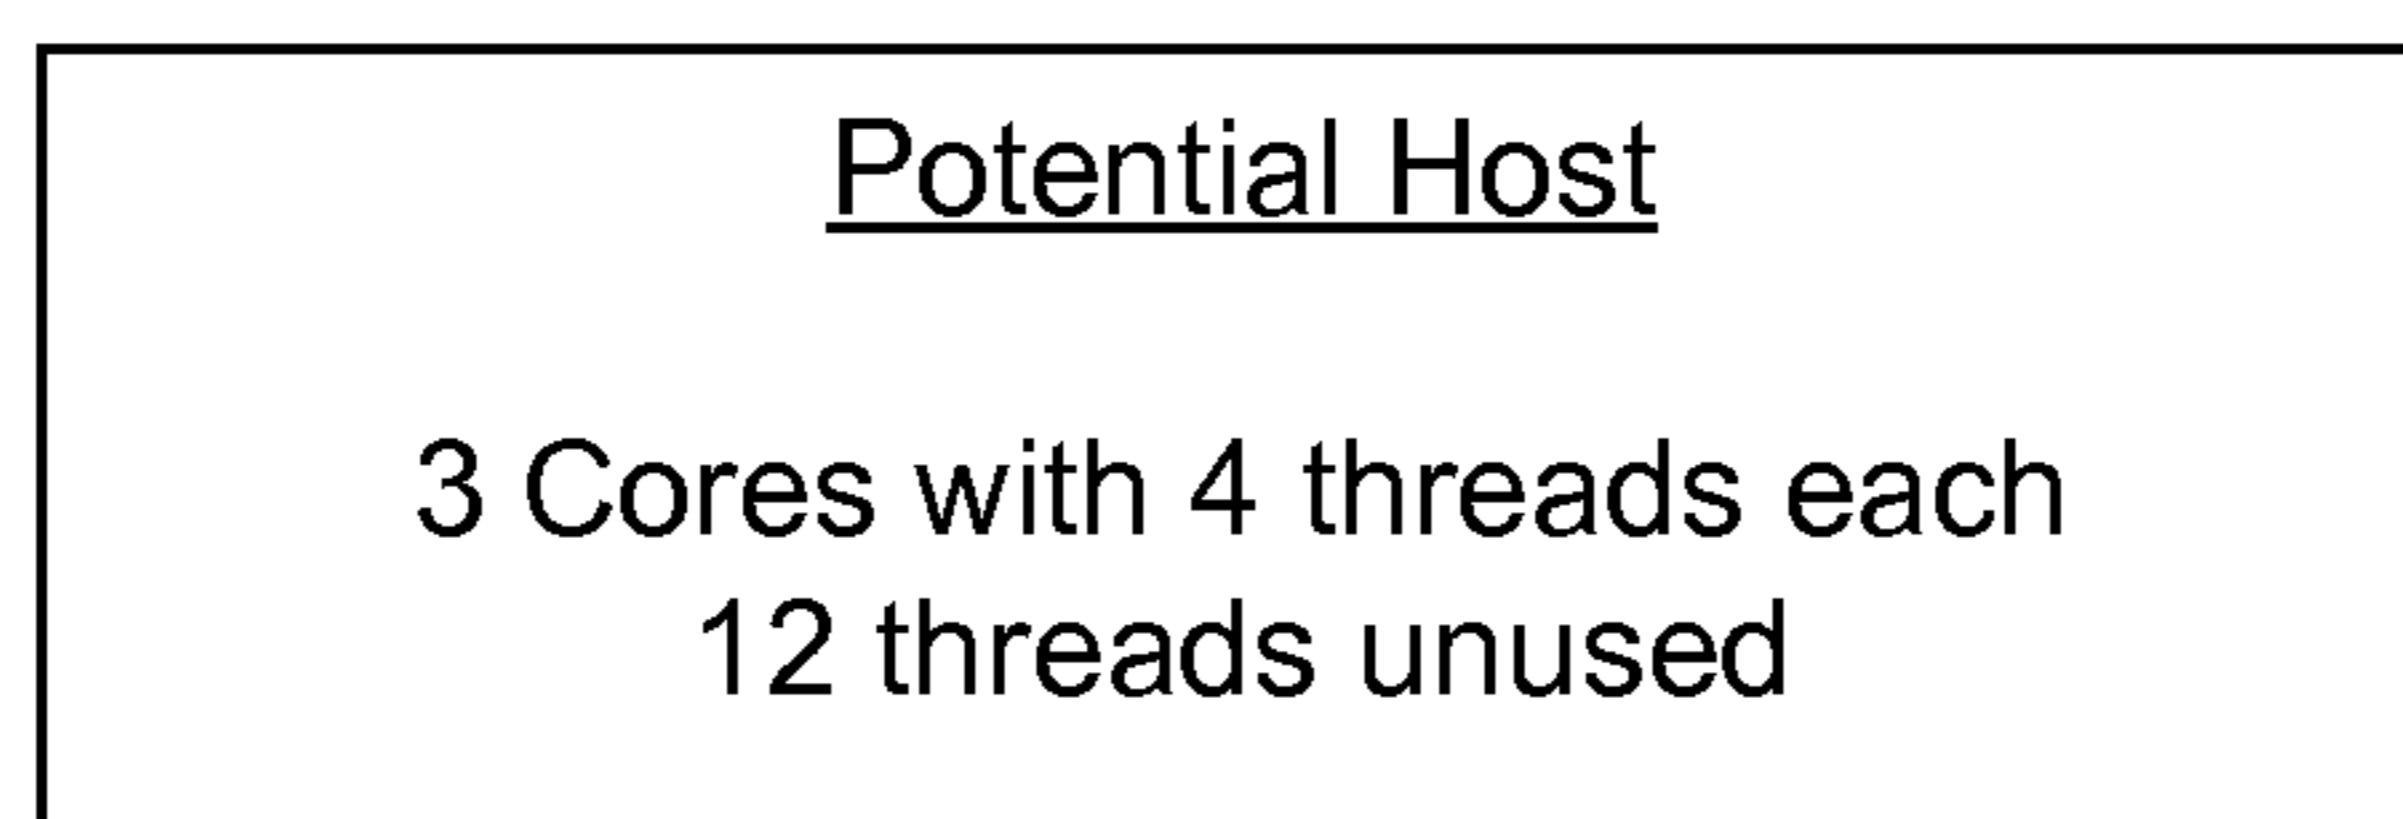 Potential Host
3 Cores with 4 threads each
12 threads unused